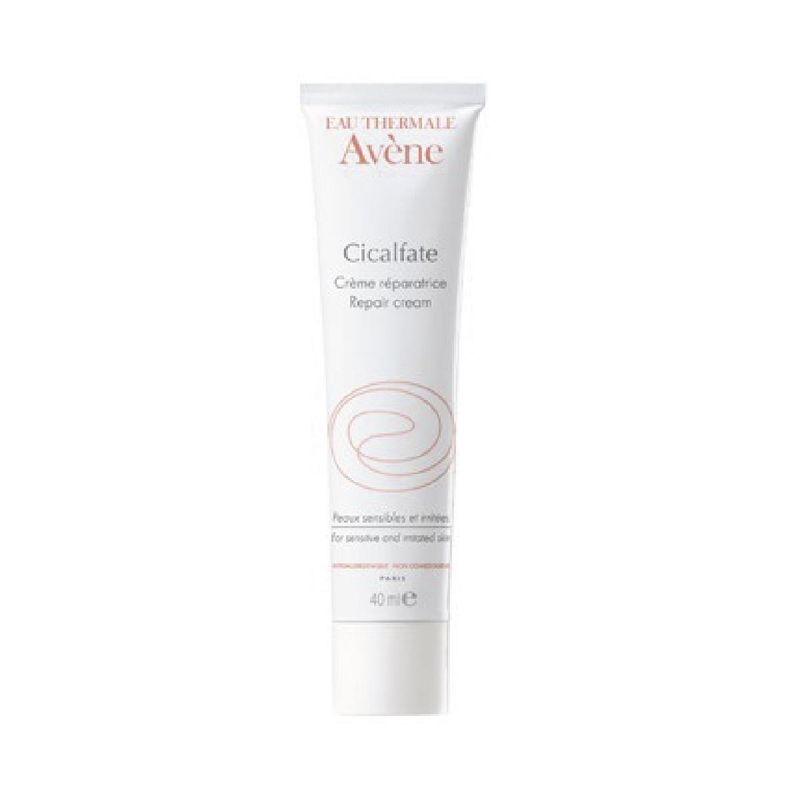 EAU THERMALE
Avène
Cicalfate
Crème réparatrice
Repair cream
Peaux sensibles et irritées
for sensitive and irritated skin
PARIS
40 ml e